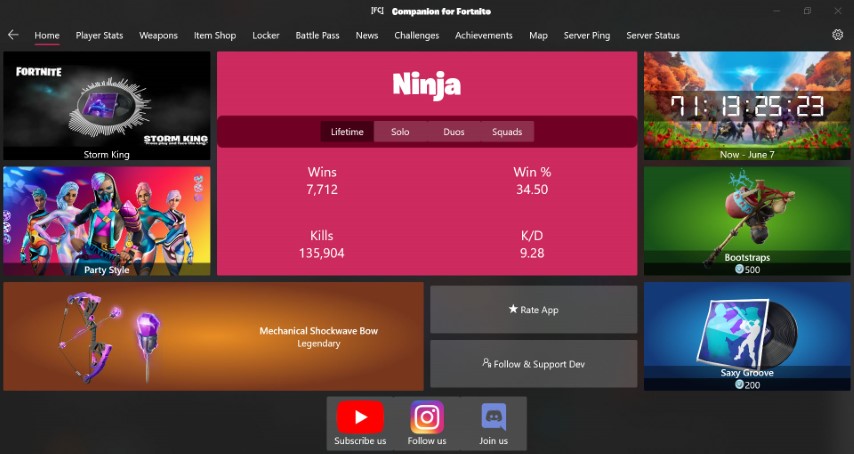 [FC] Companion for Fortnite
Home Player Stats Weapons Item Shop Locker Battle Pass News Challenges Achievements Map Server Ping Server Status
FORTNITE
STORM KING
Storm King
Party Style
Ninja
Lifetime Solo Duos Squads
Wins Win %
7,712 34.50
Kills K/D
135,904 9.28
71:13:25:23
Now - June 7
Bootstraps
500
Mechanical Shockwave Bow
Legendary
Rate App
Follow & Support Dev
Saxy Groove
200
Subscribe us Follow us Join us